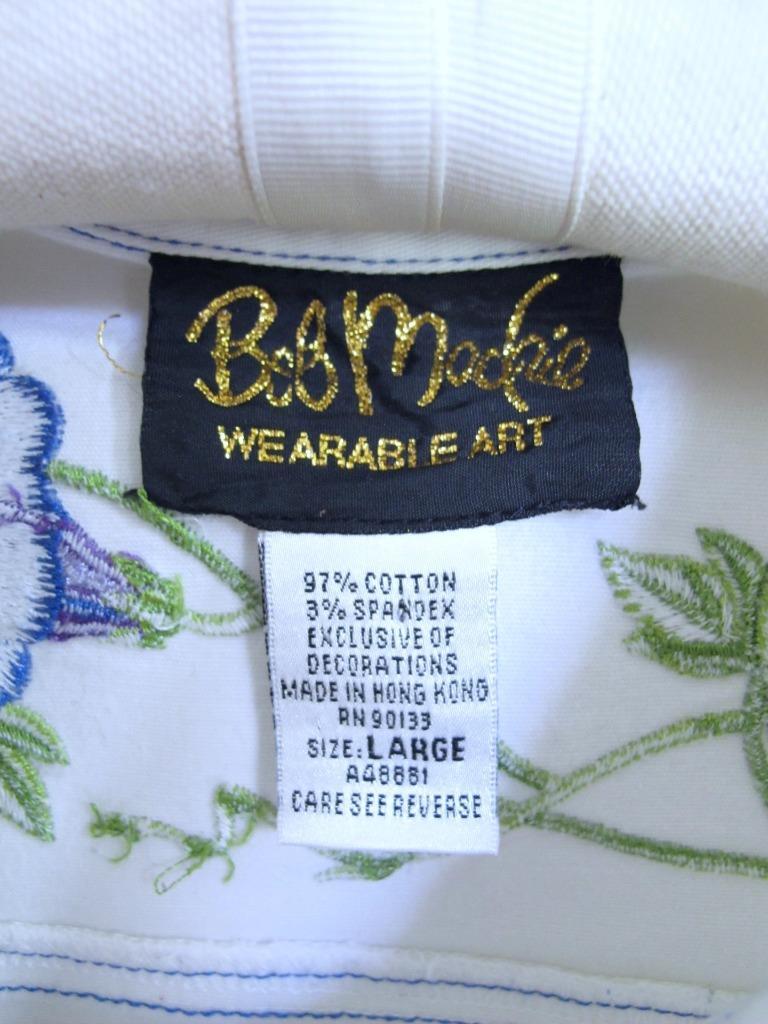 Bob Mackie
WEARABLE ART
97% COTTON
3% SPANDEX
EXCLUSIVE OF
DECORATIONS
MADE IN HONG KONG
RN 90133
SIZE: LARGE
A48881
CARE SEE REVERSE